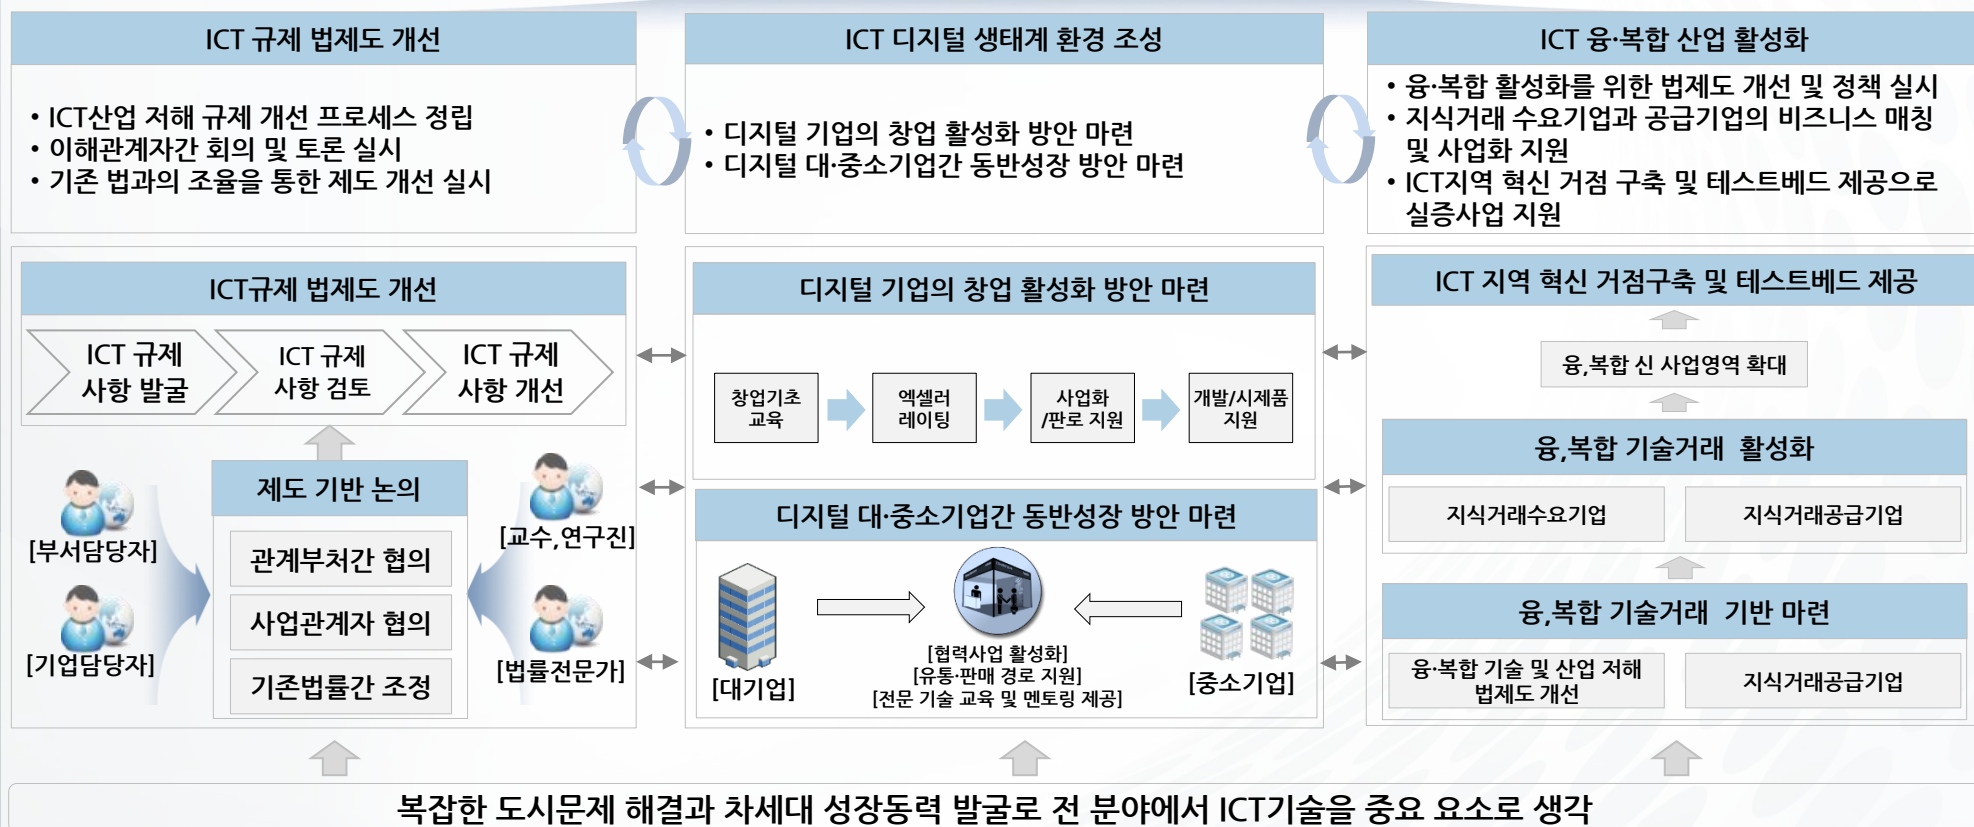 ICT 규제 법제도 개선
• ICT산업 저해 규제 개선 프로세스 정립
• 이해관계자간 회의 및 토론 실시
• 기존 법과의 조율을 통한 제도 개선 실시
ICT 디지털 생태계 환경 조성
• 디지털 기업의 창업 활성화 방안 마련
• 디지털 대·중소기업간 동반성장 방안 마련
ICT 융·복합 산업 활성화
• 융·복합 활성화를 위한 법제도 개선 및 정책 실시
• 지식거래 수요기업과 공급기업의 비즈니스 매칭
및 사업화 지원
• ICT지역 혁신 거점 구축 및 테스트베드 제공으로
실증사업 지원
ICT규제 법제도 개선
ICT 규제
사항 발굴
ICT 규제
사항 검토
ICT 규제
사항 개선
제도 기반 논의
관계부처간 협의
사업관계자 협의
기존법률간 조정
[부서담당자]
[기업담당자]
[교수,연구진]
[법률전문가]
디지털 기업의 창업 활성화 방안 마련
창업기초
교육
엑셀러
레이팅
사업화
/판로 지원
개발/시제품
지원
디지털 대·중소기업간 동반성장 방안 마련
[대기업]
[협력사업 활성화]
[유통·판매 경로 지원]
[전문 기술 교육 및 멘토링 제공]
[중소기업]
ICT 지역 혁신 거점구축 및 테스트베드 제공
융,복합 신 사업영역 확대
융,복합 기술거래 활성화
지식거래수요기업
지식거래공급기업
융,복합 기술거래 기반 마련
융·복합 기술 및 산업 저해
법제도 개선
지식거래공급기업
복잡한 도시문제 해결과 차세대 성장동력 발굴로 전 분야에서 ICT기술을 중요 요소로 생각